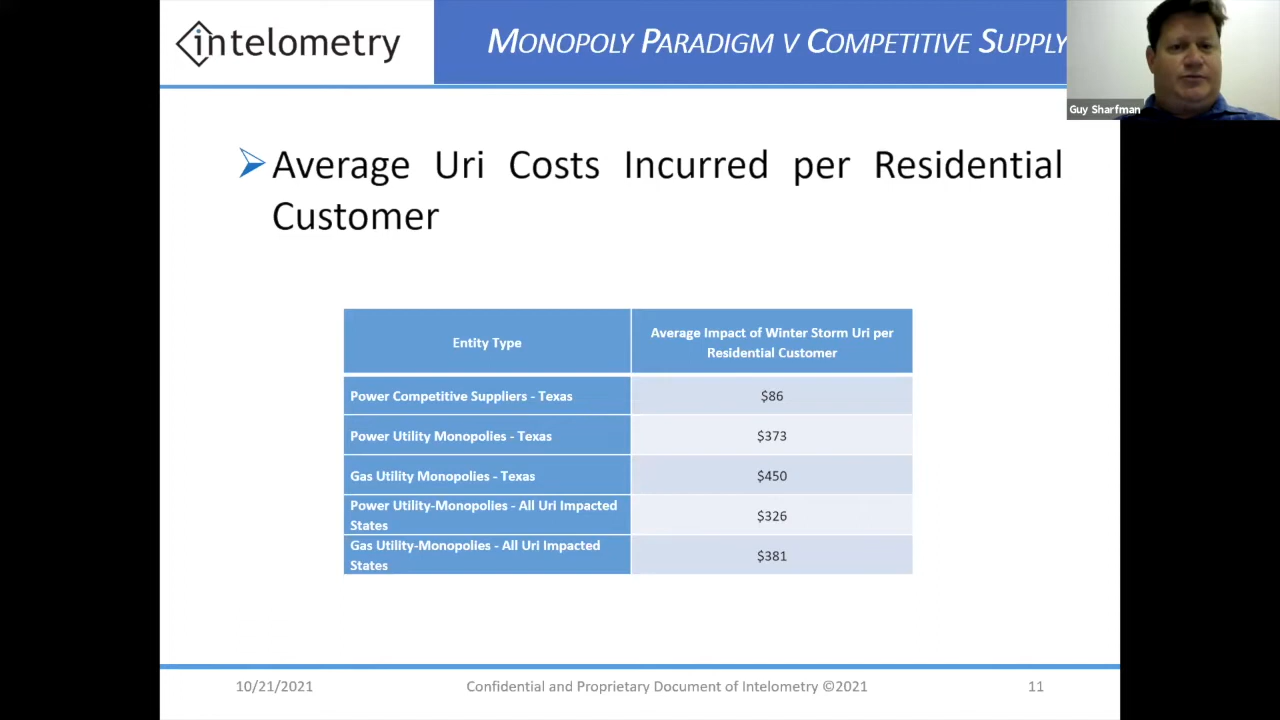 intelometry
MONOPOLY PARADIGM V COMPETITIVE SUPPLY
Guy Sharfman
Average Uri Costs Incurred per Residential
Customer
Entity Type
Average Impact of Winter Storm Uri per
Residential Customer
Power Competitive Suppliers - Texas
$86
Power Utility Monopolies - Texas
$373
Gas Utility Monopolies - Texas
$450
Power Utility-Monopolies - All Uri Impacted
States
$326
Gas Utility-Monopolies - All Uri Impacted
States
$381
10/21/2021
Confidential and Proprietary Document of Intelometry ©2021
11